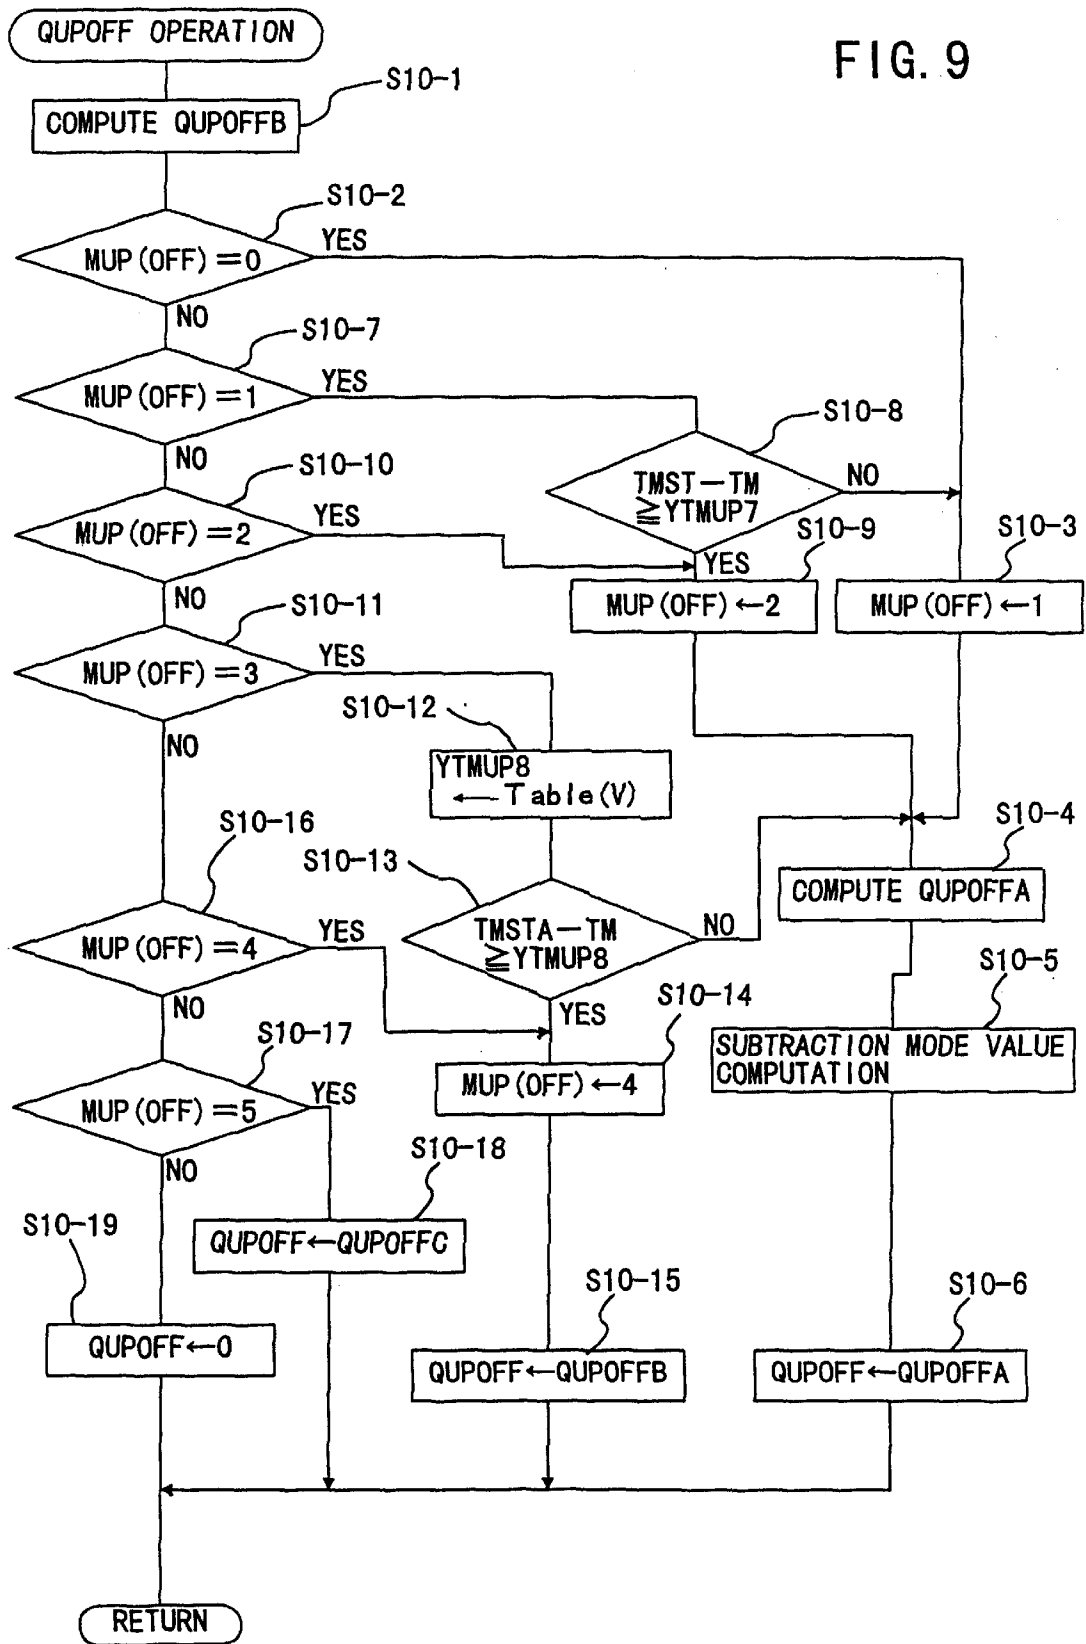 QUPOFF OPERATION
FIG. 9
S10-1
COMPUTE QUPOFFB
S10-2
MUP(OFF)=0
YES
NO
S10-7
MUP(OFF)=1
YES
NO
S10-8
TMST-TM
≧YTMUP7
NO
YES
S10-10
MUP(OFF)=2
YES
NO
S10-9
MUP(OFF)←2
S10-3
MUP(OFF)←1
S10-11
MUP(OFF)=3
YES
NO
S10-12
YTMUP8
←Table(V)
S10-13
TMSTA-TM
≧YTMUP8
NO
YES
S10-4
COMPUTE QUPOFFA
S10-16
MUP(OFF)=4
YES
NO
S10-5
SUBTRACTION MODE VALUE
COMPUTATION
S10-14
MUP(OFF)←4
S10-17
MUP(OFF)=5
YES
NO
S10-18
QUPOFF←QUPOFFC
S10-19
QUPOFF←0
S10-15
QUPOFF←QUPOFFB
S10-6
QUPOFF←QUPOFFA
RETURN